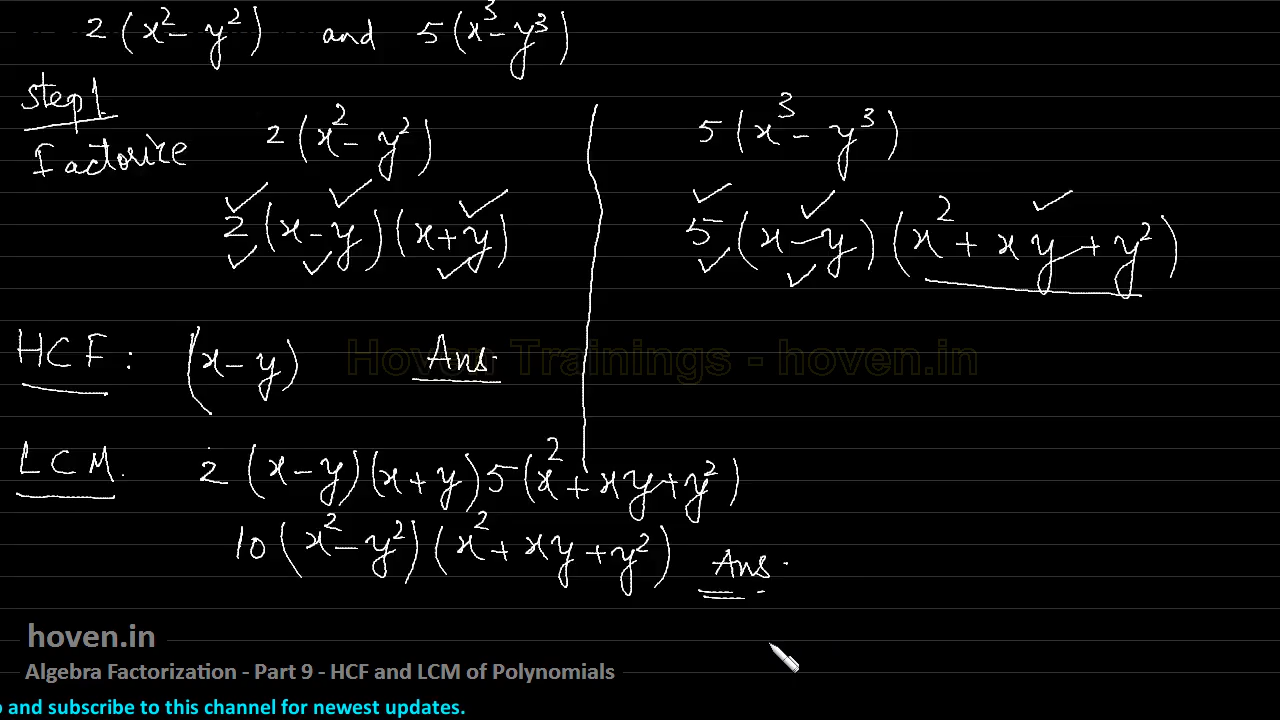 2(x²-y²) and 5(x³-y³)
Step 1
Factorize 2(x²-y²)
2(x-y)(x+y)
5(x³-y³)
5(x-y)(x²+xy+y²)
HCF: (x-y) Ans.
Hoven Trainings - hoven.in
LCM. 2(x-y)(x+y)5(x²+xy+y²)
10(x²-y²)(x²+xy+y²) Ans.
hoven.in
Algebra Factorization - Part 9 - HCF and LCM of Polynomials
and subscribe to this channel for newest updates.